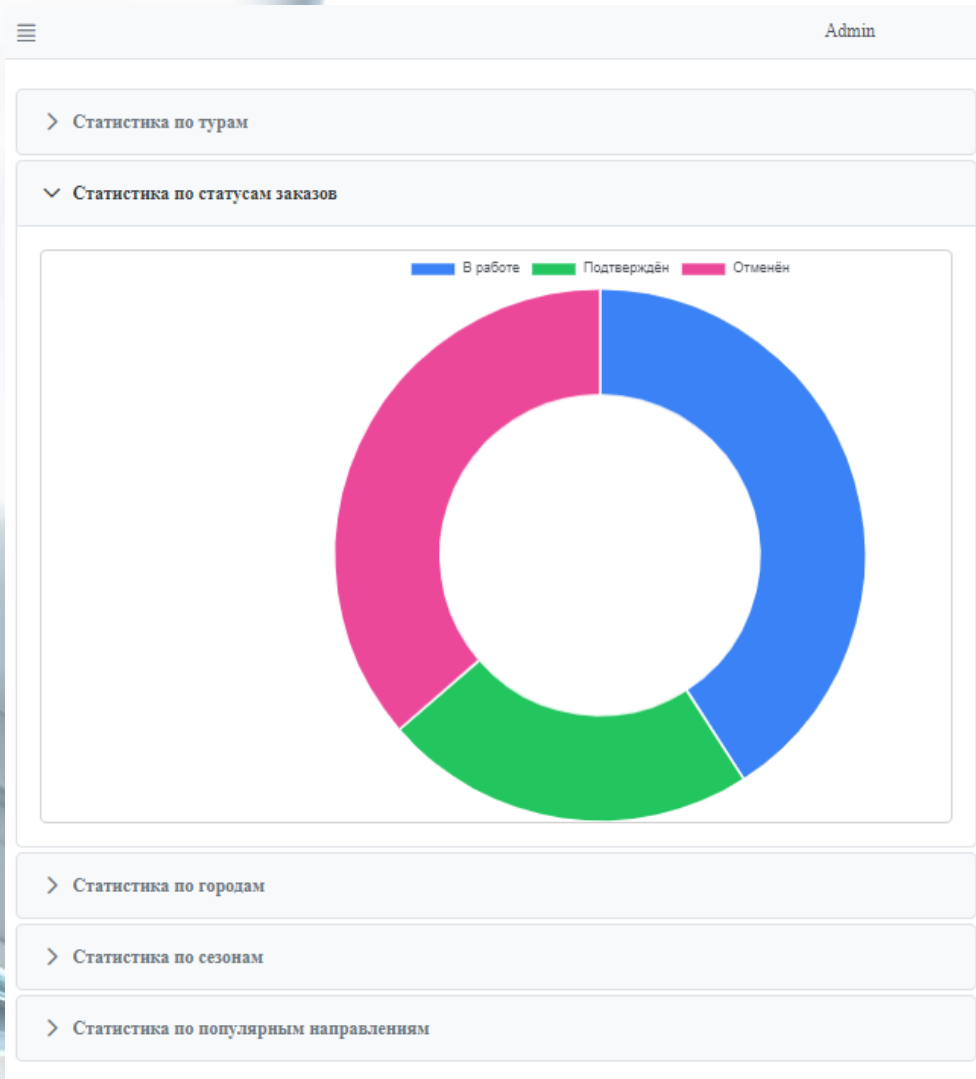 Admin
Статистика по турам
Статистика по статусам заказов
В работе Подтверждён Отменён
Статистика по городам
Статистика по сезонам
Статистика по популярным направлениям